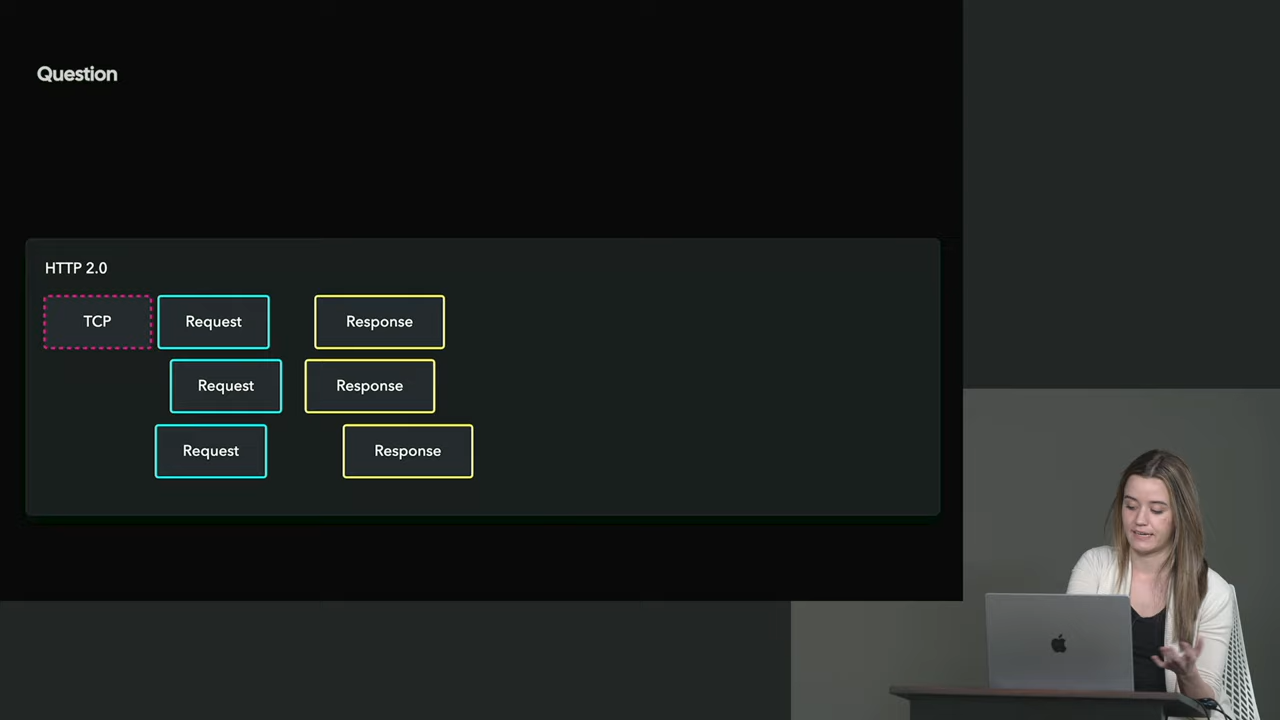 Question
HTTP 2.0
TCP Request Response
Request Response
Request Response